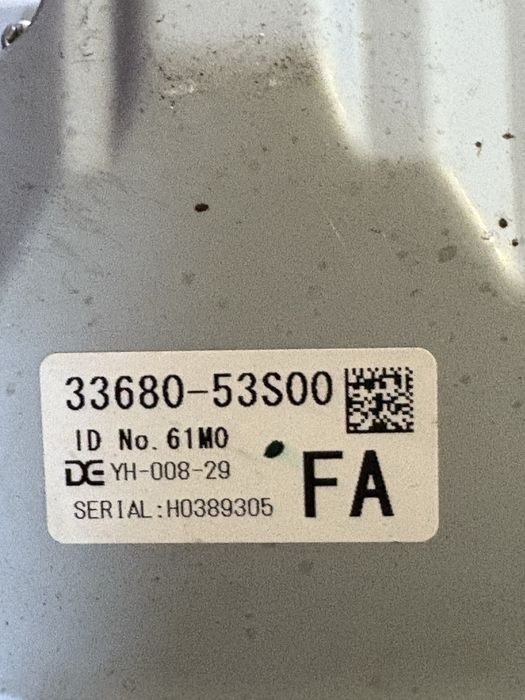 33680-53S00
ID No. 61M0
DE YH-008-29
FA
SERIAL:H0389305